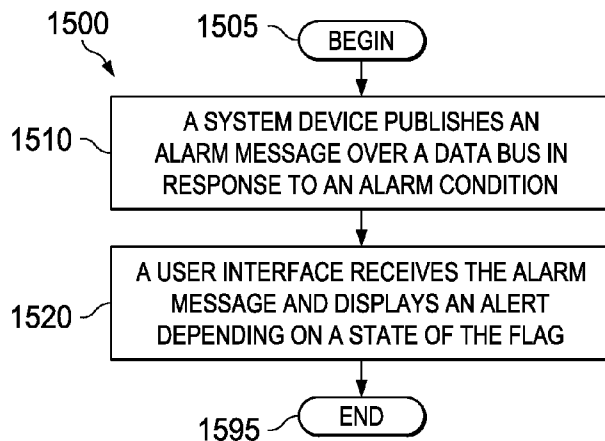 1500
1505
BEGIN
1510
A SYSTEM DEVICE PUBLISHES AN
ALARM MESSAGE OVER A DATA BUS IN
RESPONSE TO AN ALARM CONDITION
1520
A USER INTERFACE RECEIVES THE ALARM
MESSAGE AND DISPLAYS AN ALERT
DEPENDING ON A STATE OF THE FLAG
END
1595